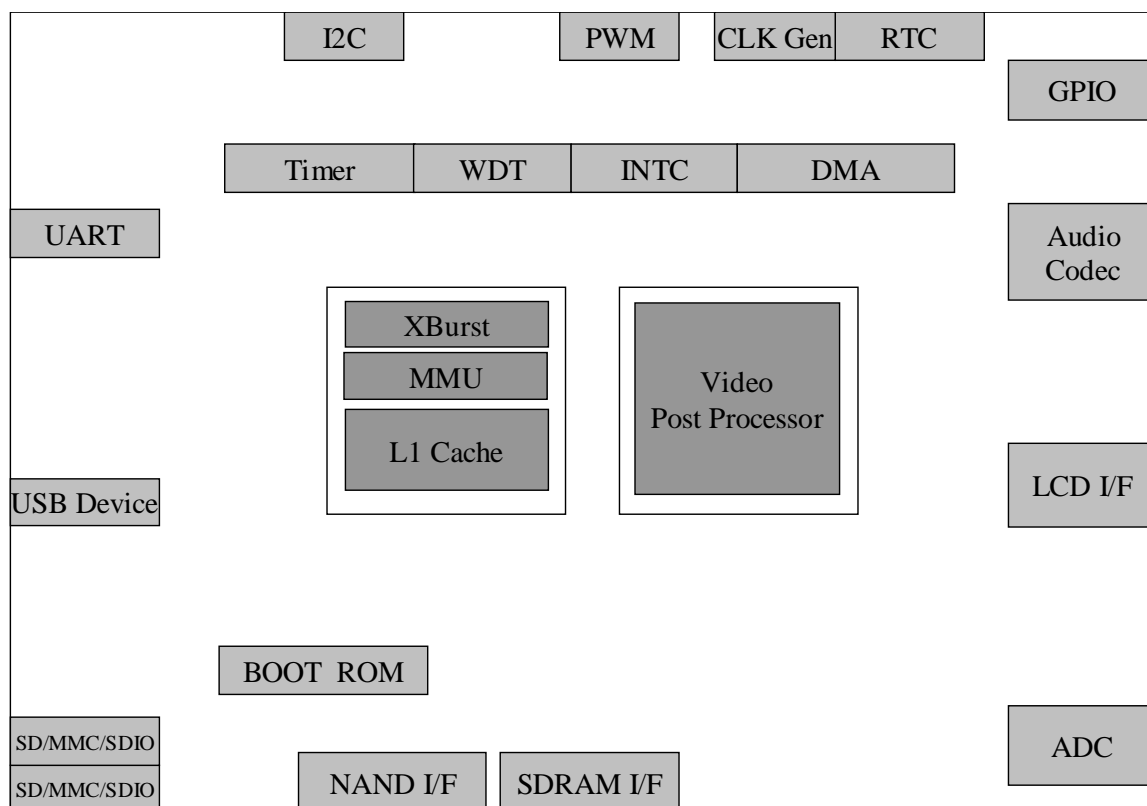 I2C
PWM
CLK Gen
RTC
GPIO
Timer
WDT
INTC
DMA
UART
Audio
Codec
XBurst
MMU
L1 Cache
Video
Post Processor
USB Device
LCD I/F
BOOT ROM
SD/MMC/SDIO
SD/MMC/SDIO
NAND I/F
SDRAM I/F
ADC